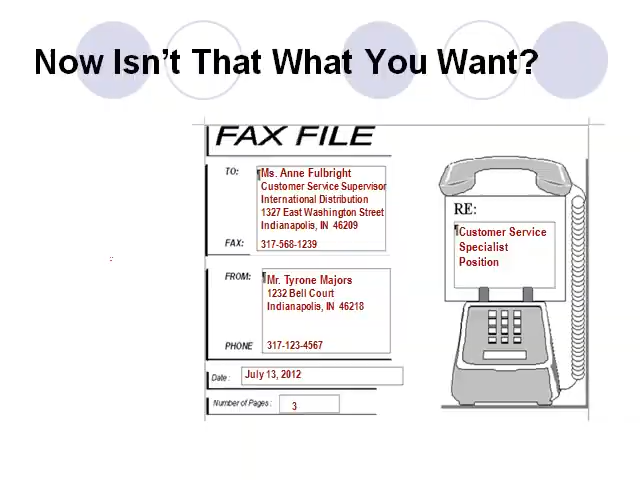 Now Isn't That What You Want?
FAX FILE
TO:
Ms. Anne Fulbright
Customer Service Supervisor
International Distribution
1327 East Washington Street
Indianapolis, IN 46209
FAX:
317-568-1239
FROM:
Mr. Tyrone Majors
1232 Bell Court
Indianapolis, IN 46218
PHONE
317-123-4567
Date:
July 13, 2012
Number of Pages:
3
RE:
Customer Service
Specialist
Position